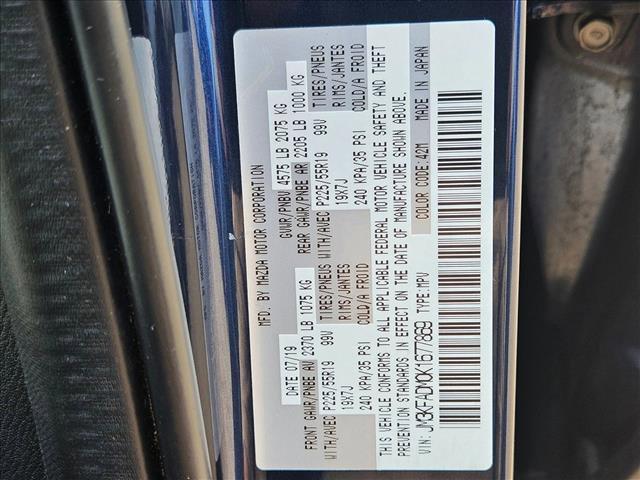 MFD. BY MAZDA MOTOR CORPORATION
DATE 07/19 GVWR/PNBV 4575 LB 2075 KG
FRONT GAWR/PNBE AV 2370 LB 1075 KG REAR GAWR/PNBE AR 2205 LB 1000 KG
WITH/AVEC P225/55R19 99V TIRES/PNEUS WITH/AVEC P225/55R19 99V TIRES/PNEUS
19X7J RIMS/JANTES 19X7J RIMS/JANTES
240 KPA/35 PSI COLD/A FROID 240 KPA/35 PSI COLD/A FROID
THIS VEHICLE CONFORMS TO ALL APPLICABLE FEDERAL MOTOR VEHICLE SAFETY AND THEFT
PREVENTION STANDARDS IN EFFECT ON THE DATE OF MANUFACTURE SHOWN ABOVE.
VIN: JM3KFADM0K1677869 TYPE: MPV COLOR CODE: 42M MADE IN JAPAN